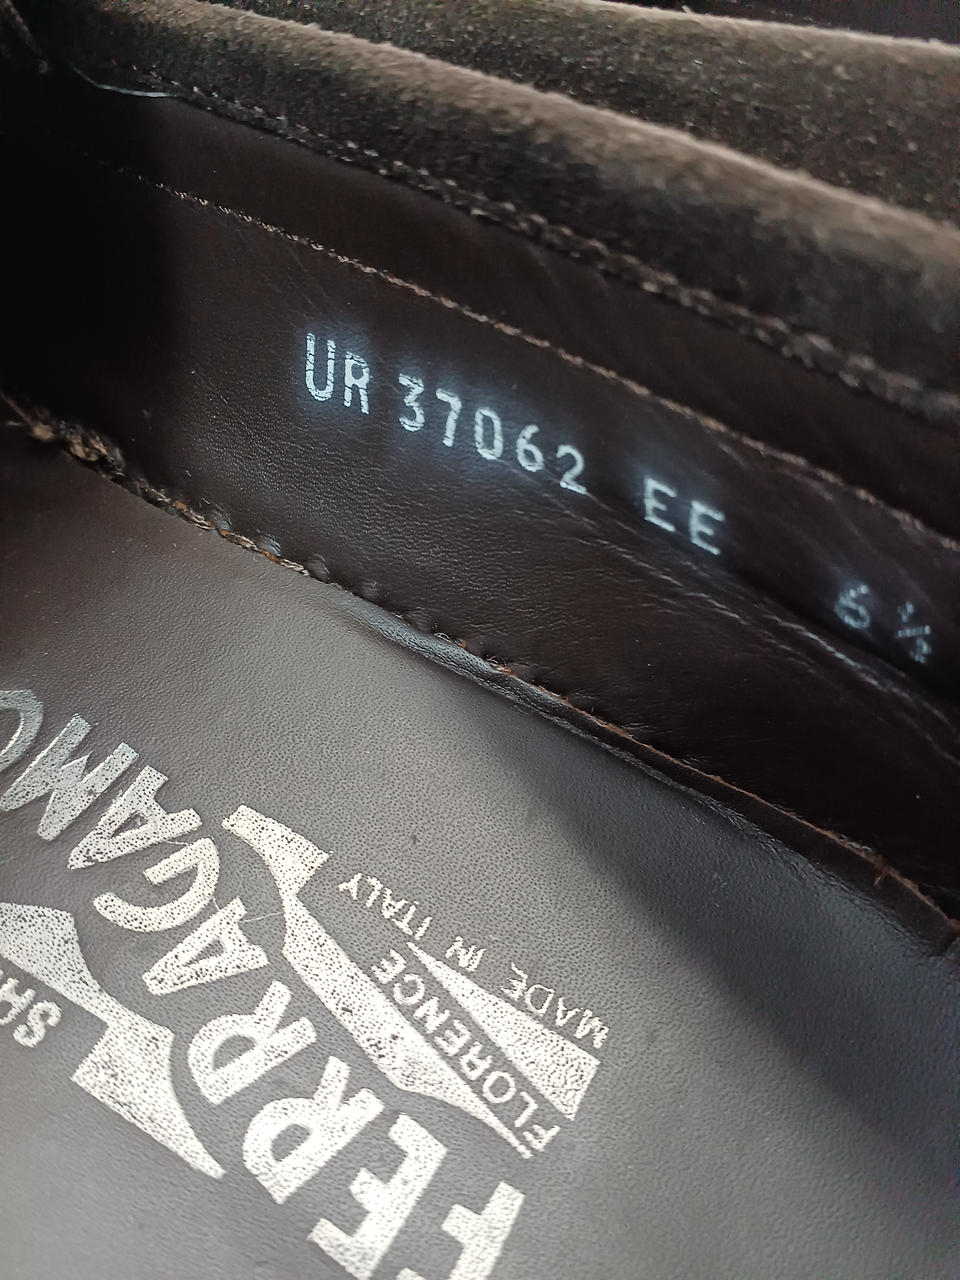 UR 37062 EE 6 ½
FERRAGAMO
FLORENCE
MADE IN ITALY